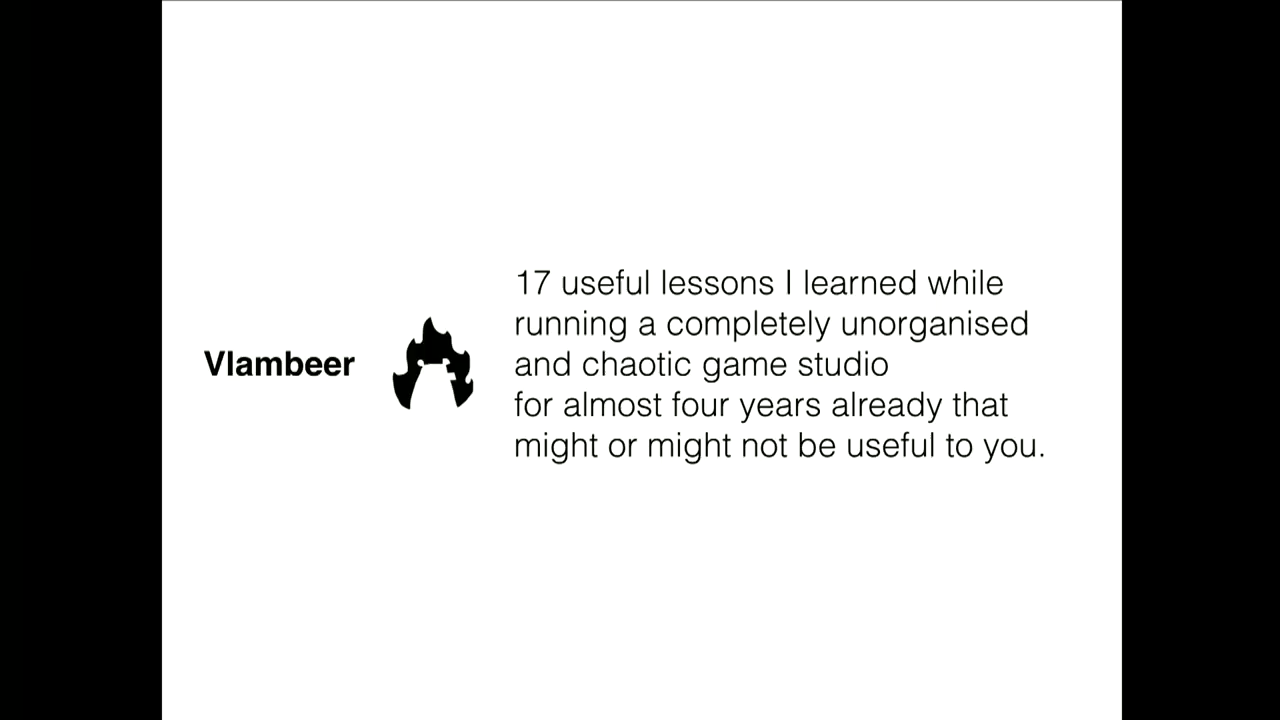 Vlambeer
17 useful lessons I learned while
running a completely unorganised
and chaotic game studio
for almost four years already that
might or might not be useful to you.